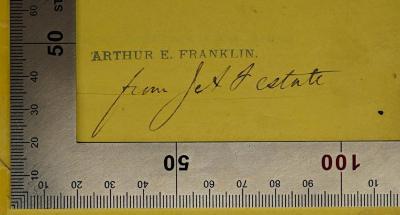 ARTHUR E. FRANKLIN.
from J & estate